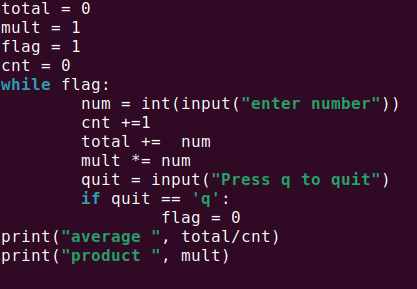 total = 0
mult = 1
flag = 1
cnt = 0
while flag:
        num = int(input("enter number"))
        cnt +=1
        total +=  num
        mult *= num
        quit = input("Press q to quit")
        if quit == 'q':
                flag = 0
print("average ", total/cnt)
print("product ", mult)